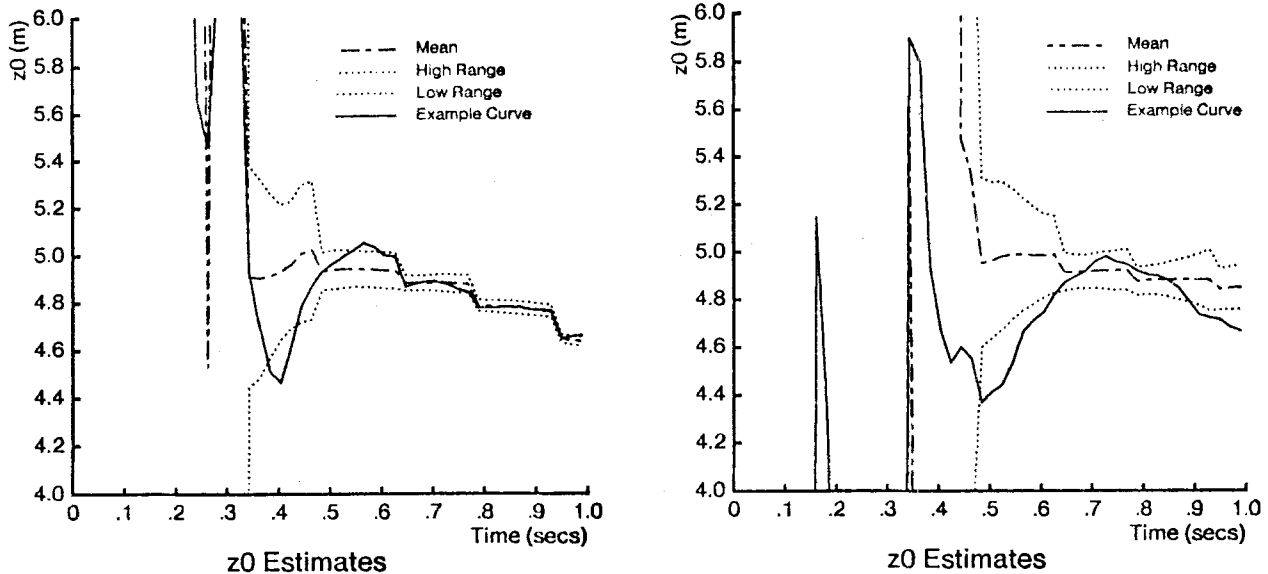 6.0
5.8
5.6
5.4
5.2
5.0
4.8
4.6
4.4
4.2
4.0
z0 (m)
Mean
High Range
Low Range
Example Curve
0 .1 .2 .3 .4 .5 .6 .7 .8 .9 1.0
Time (secs)
z0 Estimates
6.0
5.8
5.6
5.4
5.2
5.0
4.8
4.6
4.4
4.2
4.0
z0 (m)
Mean
High Range
Low Range
Example Curve
0 .1 .2 .3 .4 .5 .6 .7 .8 .9 1.0
Time (secs)
z0 Estimates